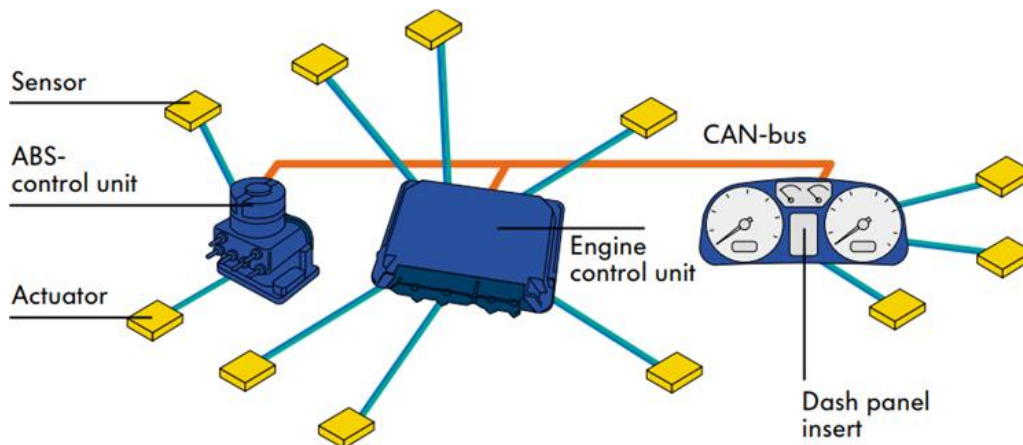 Sensor
ABS-
control unit
Actuator
CAN-bus
Engine
control unit
Dash panel
insert